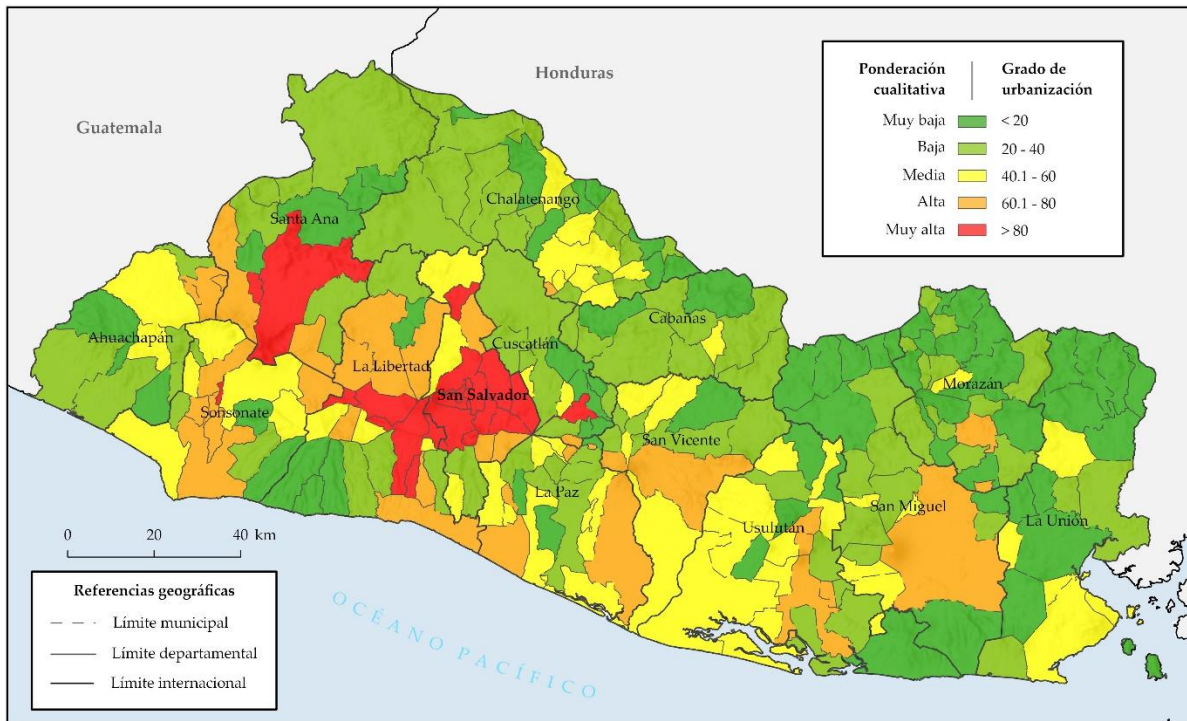 Honduras
Guatemala
Ponderación cualitativa
Grado de urbanización
Muy baja < 20
Baja 20 - 40
Media 40.1 - 60
Alta 60.1 - 80
Muy alta > 80
Chalatenango
Santa Ana
Cabañas
Ahuachapán
Cuscatlán
La Libertad
Morazán
San Salvador
Sonsonate
San Vicente
La Paz
San Miguel
Usulután
La Unión
0 20 40 km
Referencias geográficas
Límite municipal
Límite departamental
Límite internacional
OCÉANO PACÍFICO